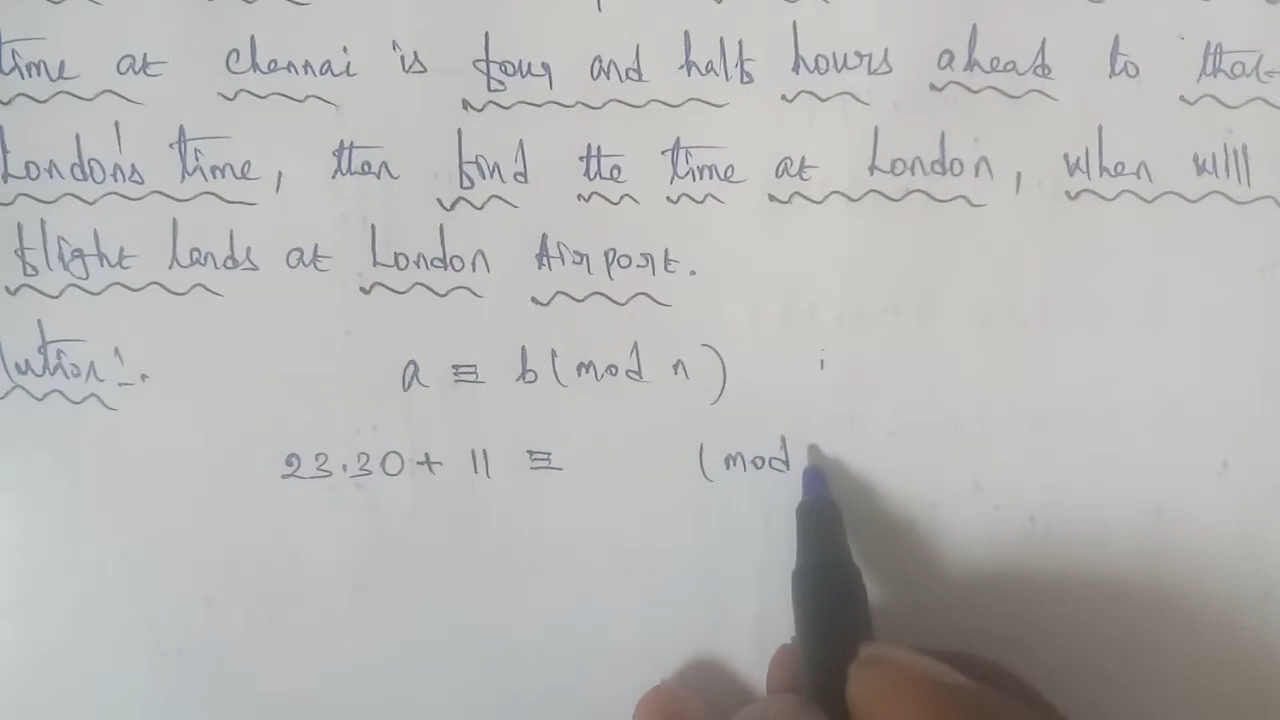 time at Chennai is four and half hours ahead to that
London's time, then find the time at London, when will
flight lands at London Airport.
lution:-
a ≡ b (mod n)
23.30 + 11 ≡ (mod